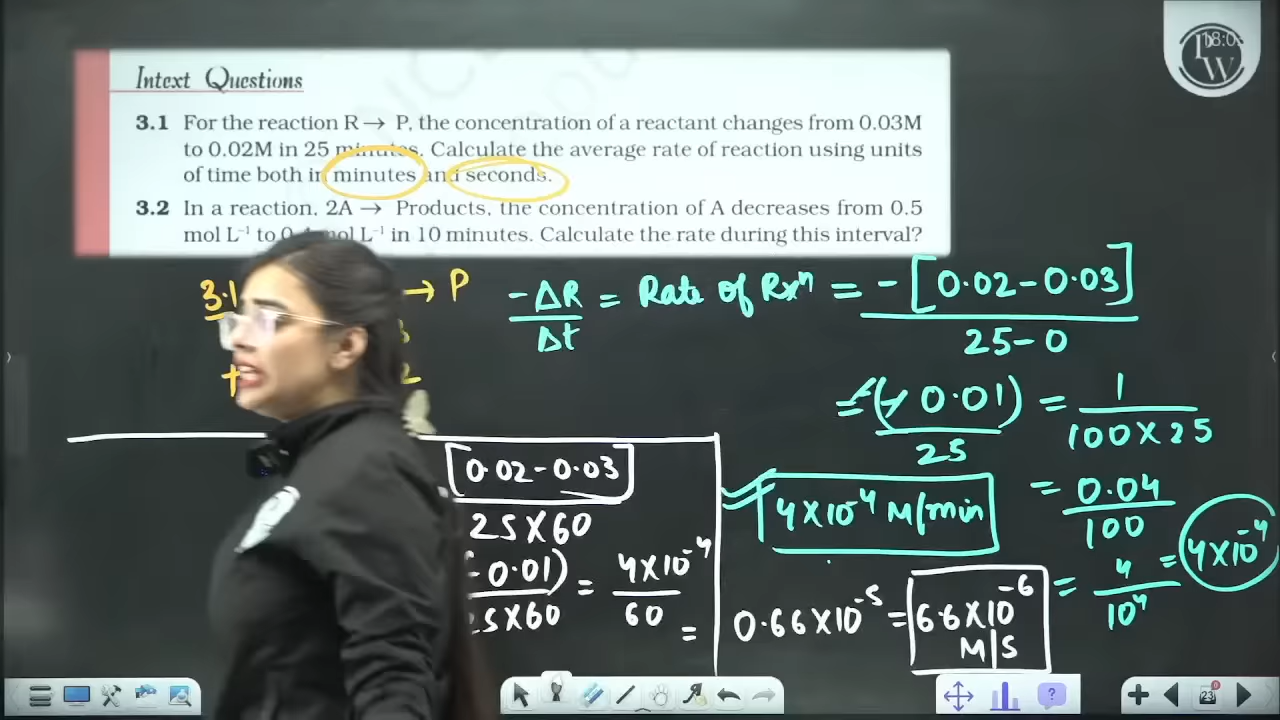 Intext Questions
3.1 For the reaction R → P, the concentration of a reactant changes from 0.03M
to 0.02M in 25 minutes. Calculate the average rate of reaction using units
of time both in minutes and seconds.
3.2 In a reaction, 2A → Products, the concentration of A decreases from 0.5
mol L⁻¹ to 0.4 mol L⁻¹ in 10 minutes. Calculate the rate during this interval?
3.1 → P
-ΔR/Δt = Rate of Rxⁿ = -[0.02-0.03]/25-0
= -(-0.01)/25 = 1/100×25
= 0.04/100
= 4/10⁴ = 4×10⁻⁴
4×10⁻⁴ M/min
[0.02-0.03]
25×60
(-0.01)/25×60 = 4×10⁻⁴/60
= 0.66×10⁻⁵ = 6.6×10⁻⁶
M/S
W
23